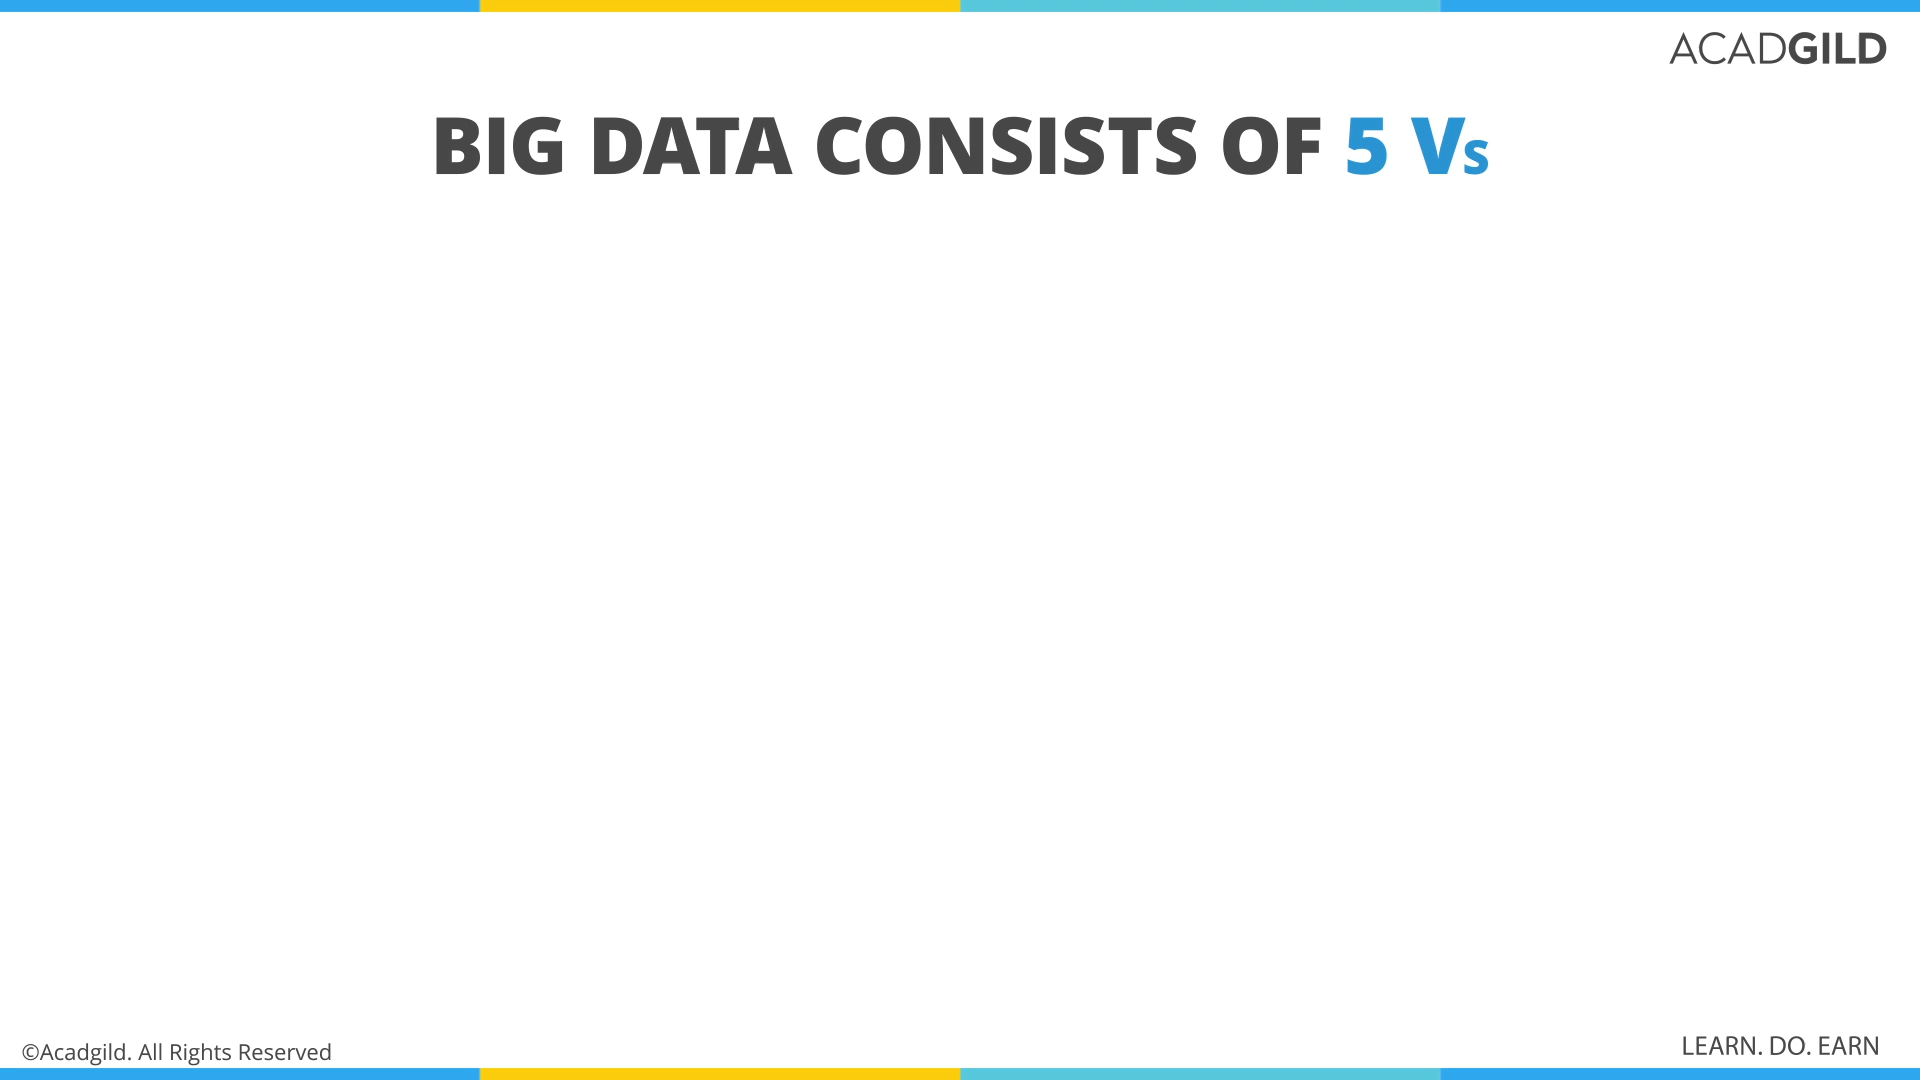 ACADGILD
BIG DATA CONSISTS OF 5 Vs
©Acadgild. All Rights Reserved
LEARN. DO. EARN